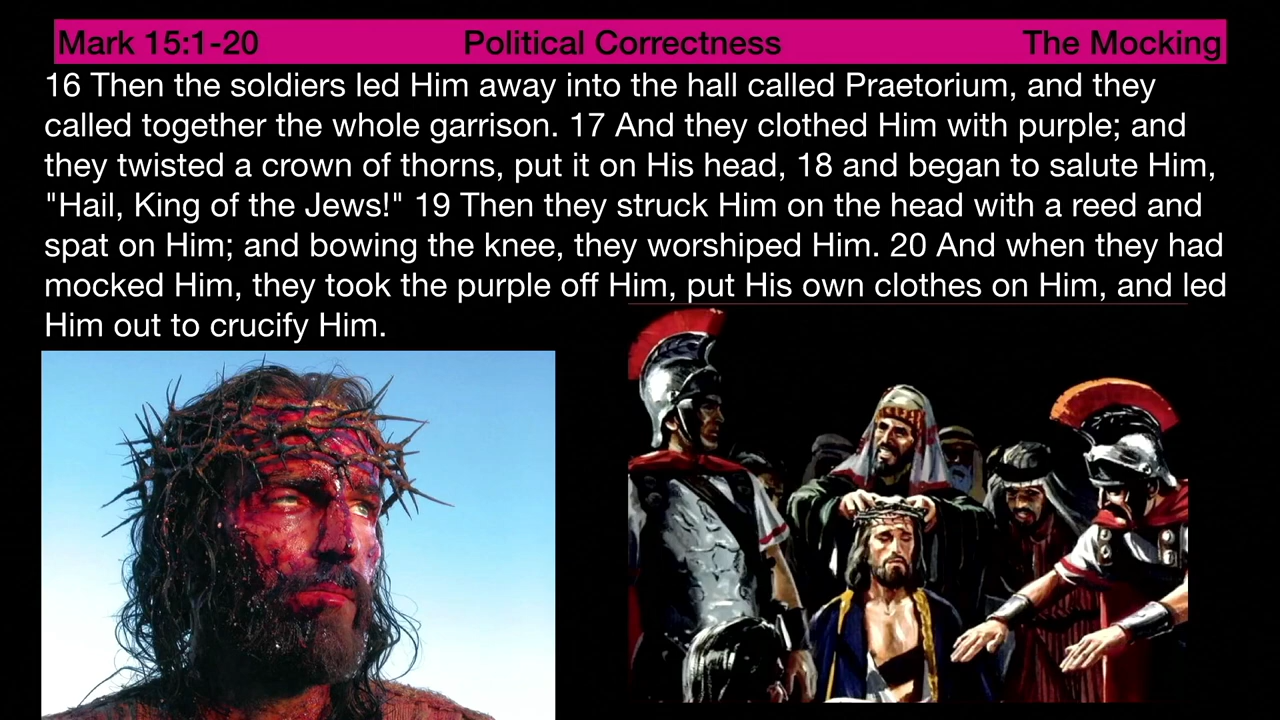 Mark 15:1-20 Political Correctness The Mocking
16 Then the soldiers led Him away into the hall called Praetorium, and they
called together the whole garrison. 17 And they clothed Him with purple; and
they twisted a crown of thorns, put it on His head, 18 and began to salute Him,
"Hail, King of the Jews!" 19 Then they struck Him on the head with a reed and
spat on Him; and bowing the knee, they worshiped Him. 20 And when they had
mocked Him, they took the purple off Him, put His own clothes on Him, and led
Him out to crucify Him.